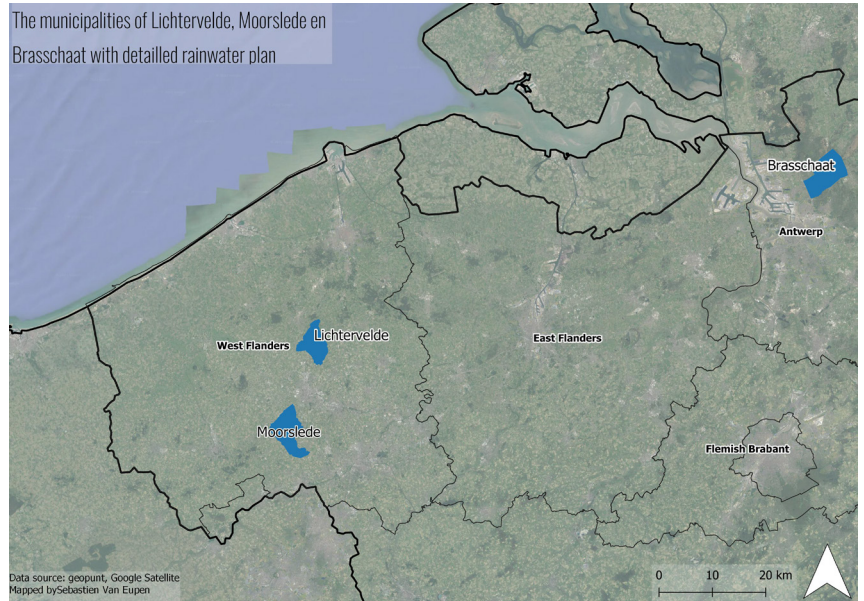 The municipalities of Lichtervelde, Moorslede en
Brasschaat with detailled rainwater plan
Brasschaat
Antwerp
Lichtervelde
West Flanders
East Flanders
Moorslede
Flemish Brabant
Data source: geopunt, Google Satellite
Mapped bySebastien Van Eupen
0 10 20 km